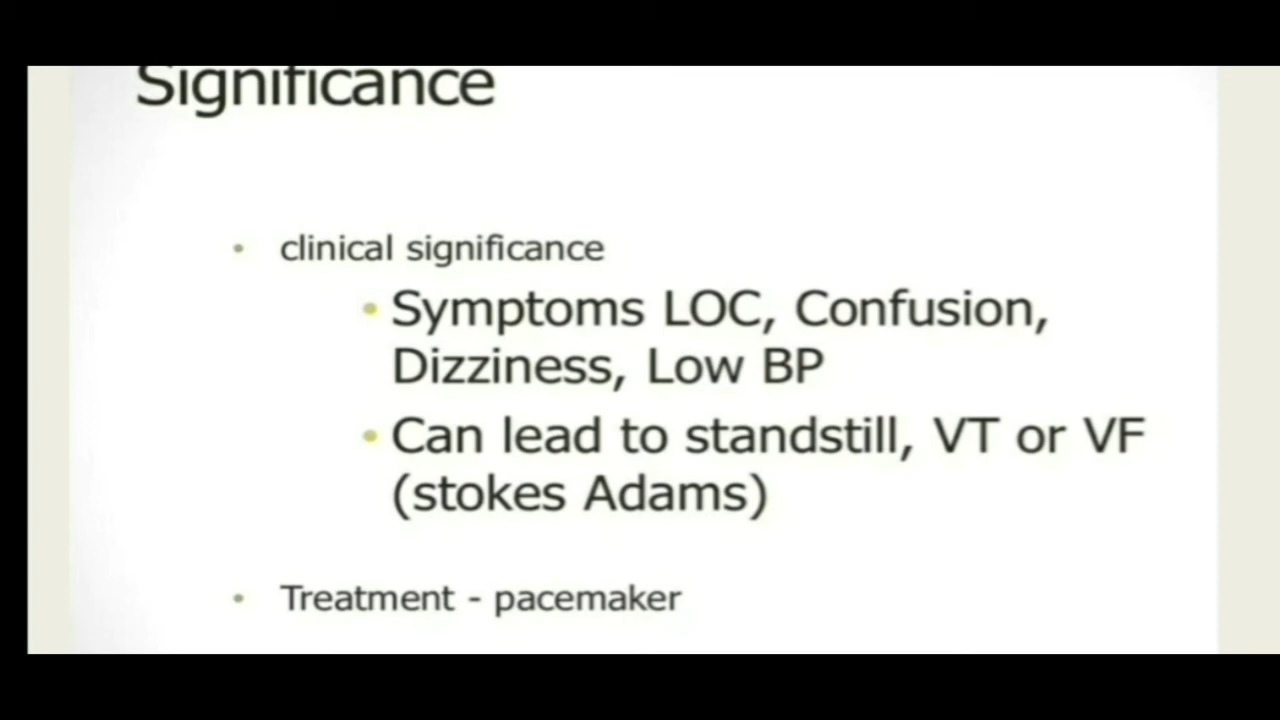 Significance
• clinical significance
• Symptoms LOC, Confusion,
Dizziness, Low BP
• Can lead to standstill, VT or VF
(stokes Adams)
• Treatment - pacemaker